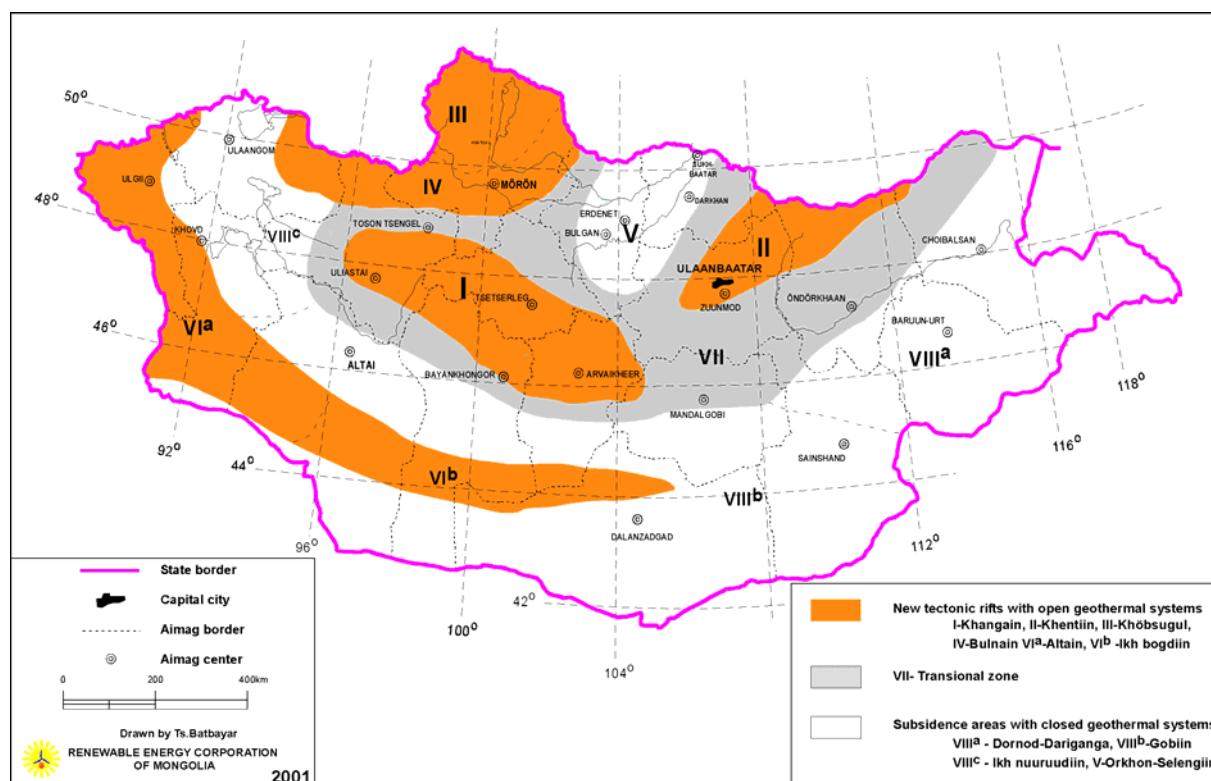 50°
III
ULAANGOM
ULGII
IV
MÖRÖN
SUKH-
BAATAR
DARKHAN
48°
ERDENET
V
KHOVD
VIIIᶜ
TOSON TSENGEL
BULGAN
II
CHOIBALSAN
ULAANBAATAR
ULIASTAI
I
TSETSERLEG
ZUUNMOD
ÖNDÖRKHAAN
46°
VIᵃ
BARUUN-URT
ALTAI
VII
VIIIᵃ
BAYANKHONGOR
ARVAIKHEER
118°
MANDALGOBI
92°
44°
SAINSHAND
116°
VIᵇ
VIIIᵇ
DALANZADGAD
96°
112°
42°
100°
104°
State border
Capital city
Aimag border
Aimag center
0 200 400km
Drawn by Ts.Batbayar
RENEWABLE ENERGY CORPORATION
OF MONGOLIA
2001
New tectonic rifts with open geothermal systems
I-Khangain, II-Khentiin, III-Khöbsugul,
IV-Bulnain VIᵃ-Altain, VIᵇ -Ikh bogdiin
VII- Transional zone
Subsidence areas with closed geothermal systems
VIIIᵃ - Dornod-Dariganga, VIIIᵇ-Gobiin
VIIIᶜ - Ikh nuuruudiin, V-Orkhon-Selengiin